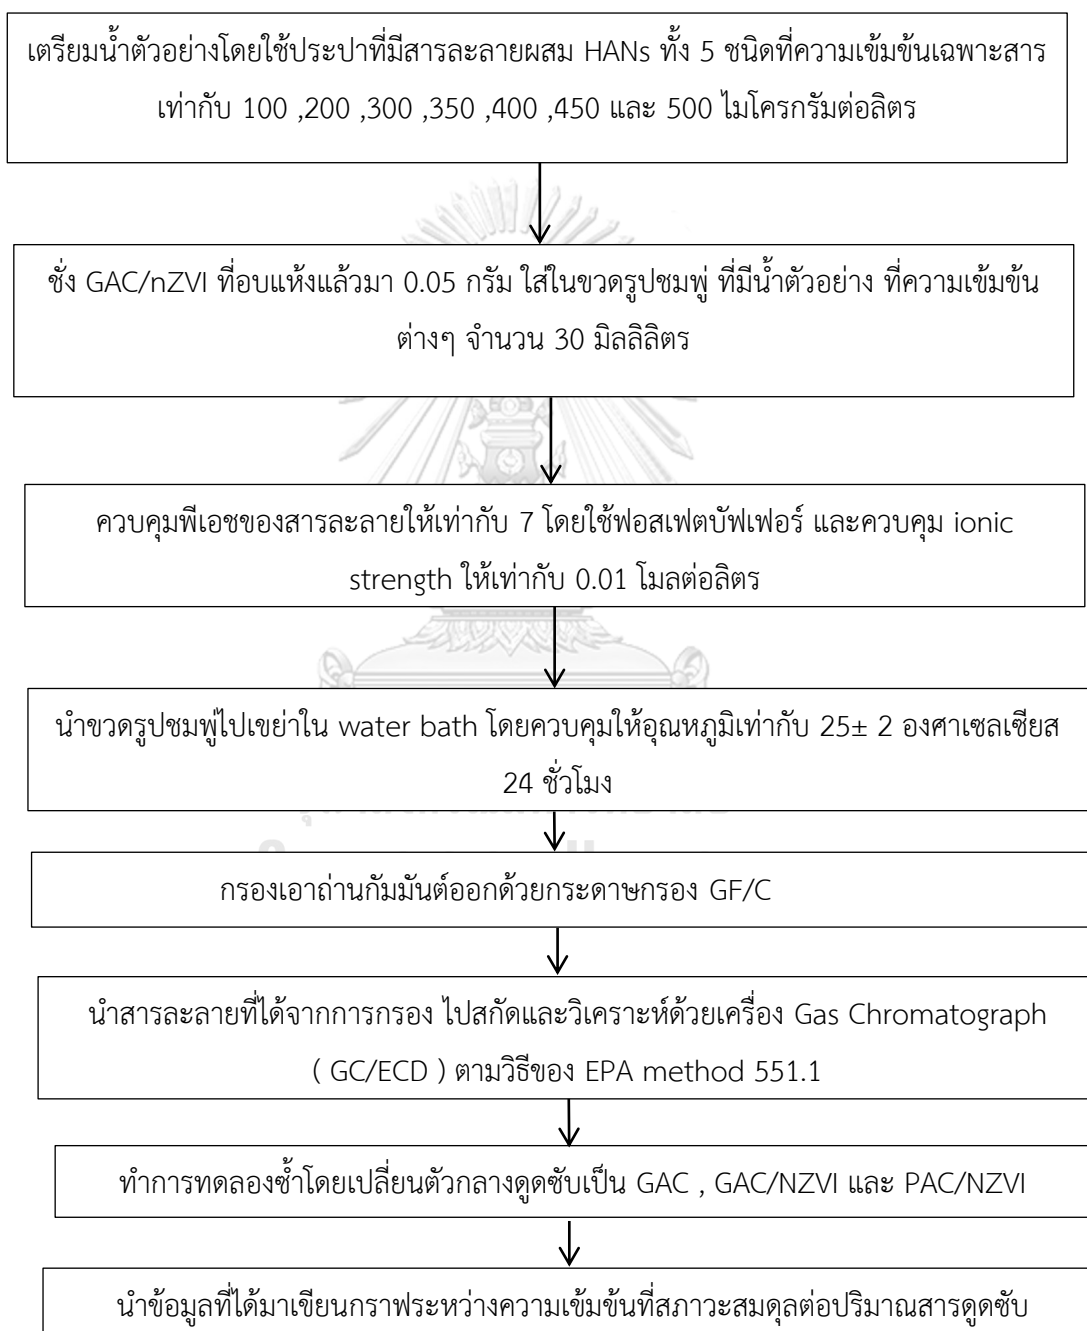 เตรียมน้ำตัวอย่างโดยใช้ประปาที่มีสารละลายผสม HANs ทั้ง 5 ชนิดที่ความเข้มข้นเฉพาะสาร
เท่ากับ 100 ,200 ,300 ,350 ,400 ,450 และ 500 ไมโครกรัมต่อลิตร
ชั่ง GAC/nZVI ที่อบแห้งแล้วมา 0.05 กรัม ใส่ในขวดรูปชมพู่ ที่มีน้ำตัวอย่าง ที่ความเข้มข้น
ต่างๆ จำนวน 30 มิลลิลิตร
ควบคุมพีเอชของสารละลายให้เท่ากับ 7 โดยใช้ฟอสเฟตบัฟเฟอร์ และควบคุม ionic
strength ให้เท่ากับ 0.01 โมลต่อลิตร
นำขวดรูปชมพู่ไปเขย่าใน water bath โดยควบคุมให้อุณหภูมิเท่ากับ 25± 2 องศาเซลเซียส
24 ชั่วโมง
กรองเอาถ่านกัมมันต์ออกด้วยกระดาษกรอง GF/C
นำสารละลายที่ได้จากการกรอง ไปสกัดและวิเคราะห์ด้วยเครื่อง Gas Chromatograph
( GC/ECD ) ตามวิธีของ EPA method 551.1
ทำการทดลองซ้ำโดยเปลี่ยนตัวกลางดูดซับเป็น GAC , GAC/NZVI และ PAC/NZVI
นำข้อมูลที่ได้มาเขียนกราฟระหว่างความเข้มข้นที่สภาวะสมดุลต่อปริมาณสารดูดซับ